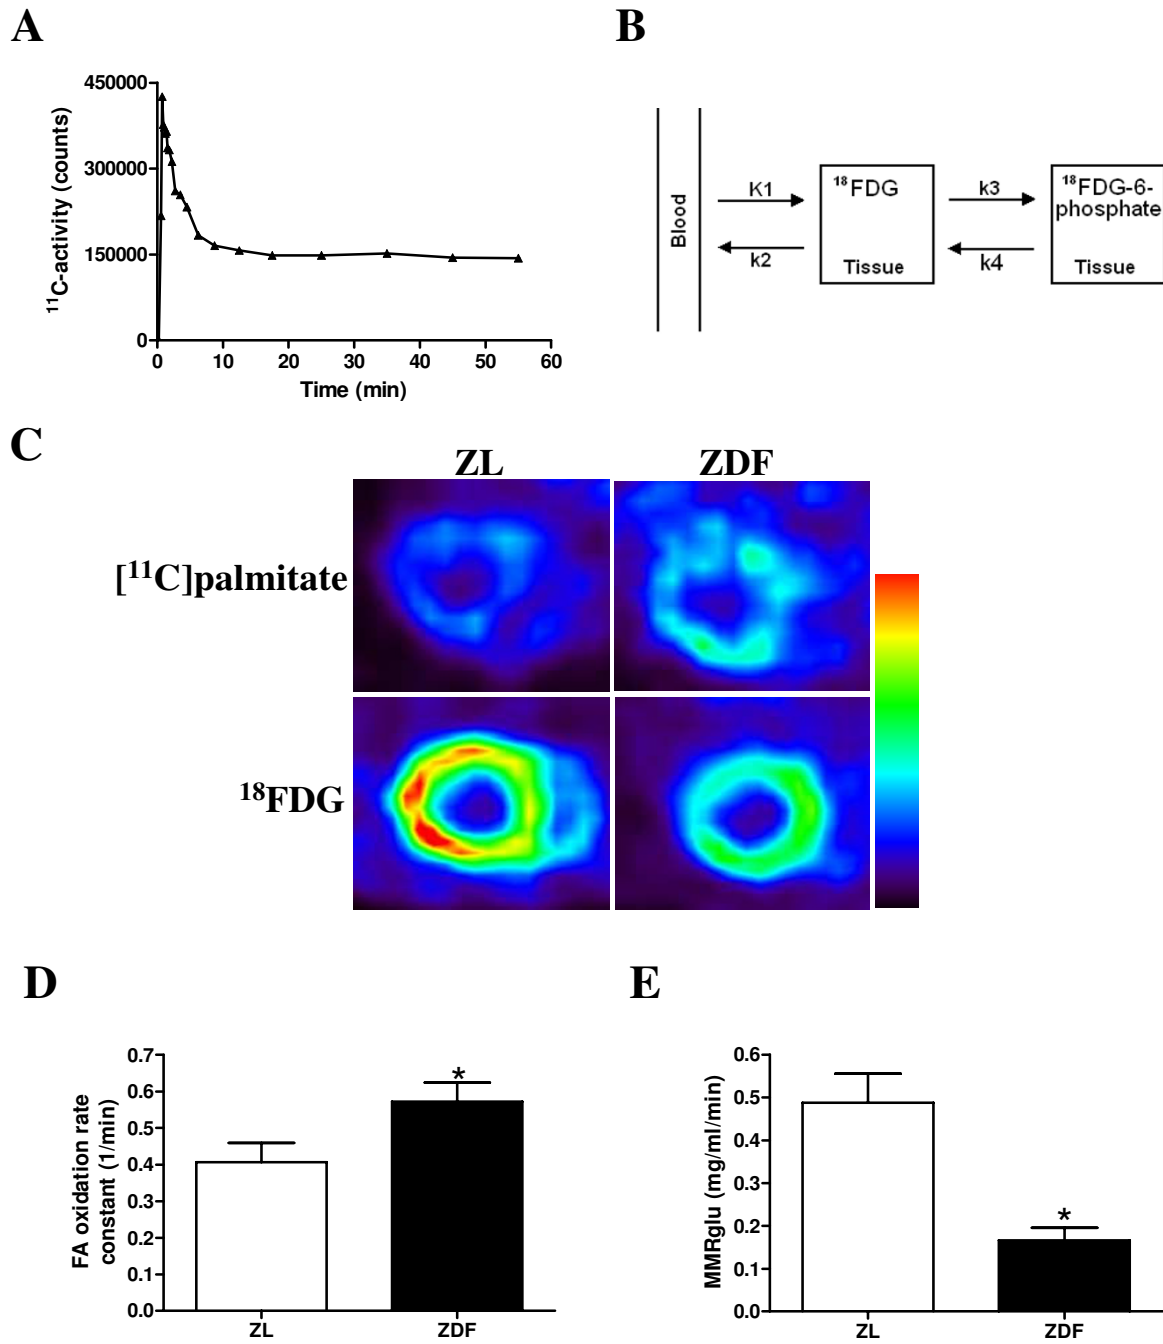 A
450000
300000
150000
0
¹¹C-activity (counts)
0 10 20 30 40 50 60
Time (min)
B
Blood
K1
k2
¹⁸FDG
Tissue
k3
k4
¹⁸FDG-6-
phosphate
Tissue
C
ZL ZDF
[¹¹C]palmitate
¹⁸FDG
D
FA oxidation rate
constant (1/min)
0.7
0.6
0.5
0.4
0.3
0.2
0.1
0.0
*
ZL ZDF
E
MMRglu (mg/ml/min)
0.6
0.5
0.4
0.3
0.2
0.1
0.0
*
ZL ZDF